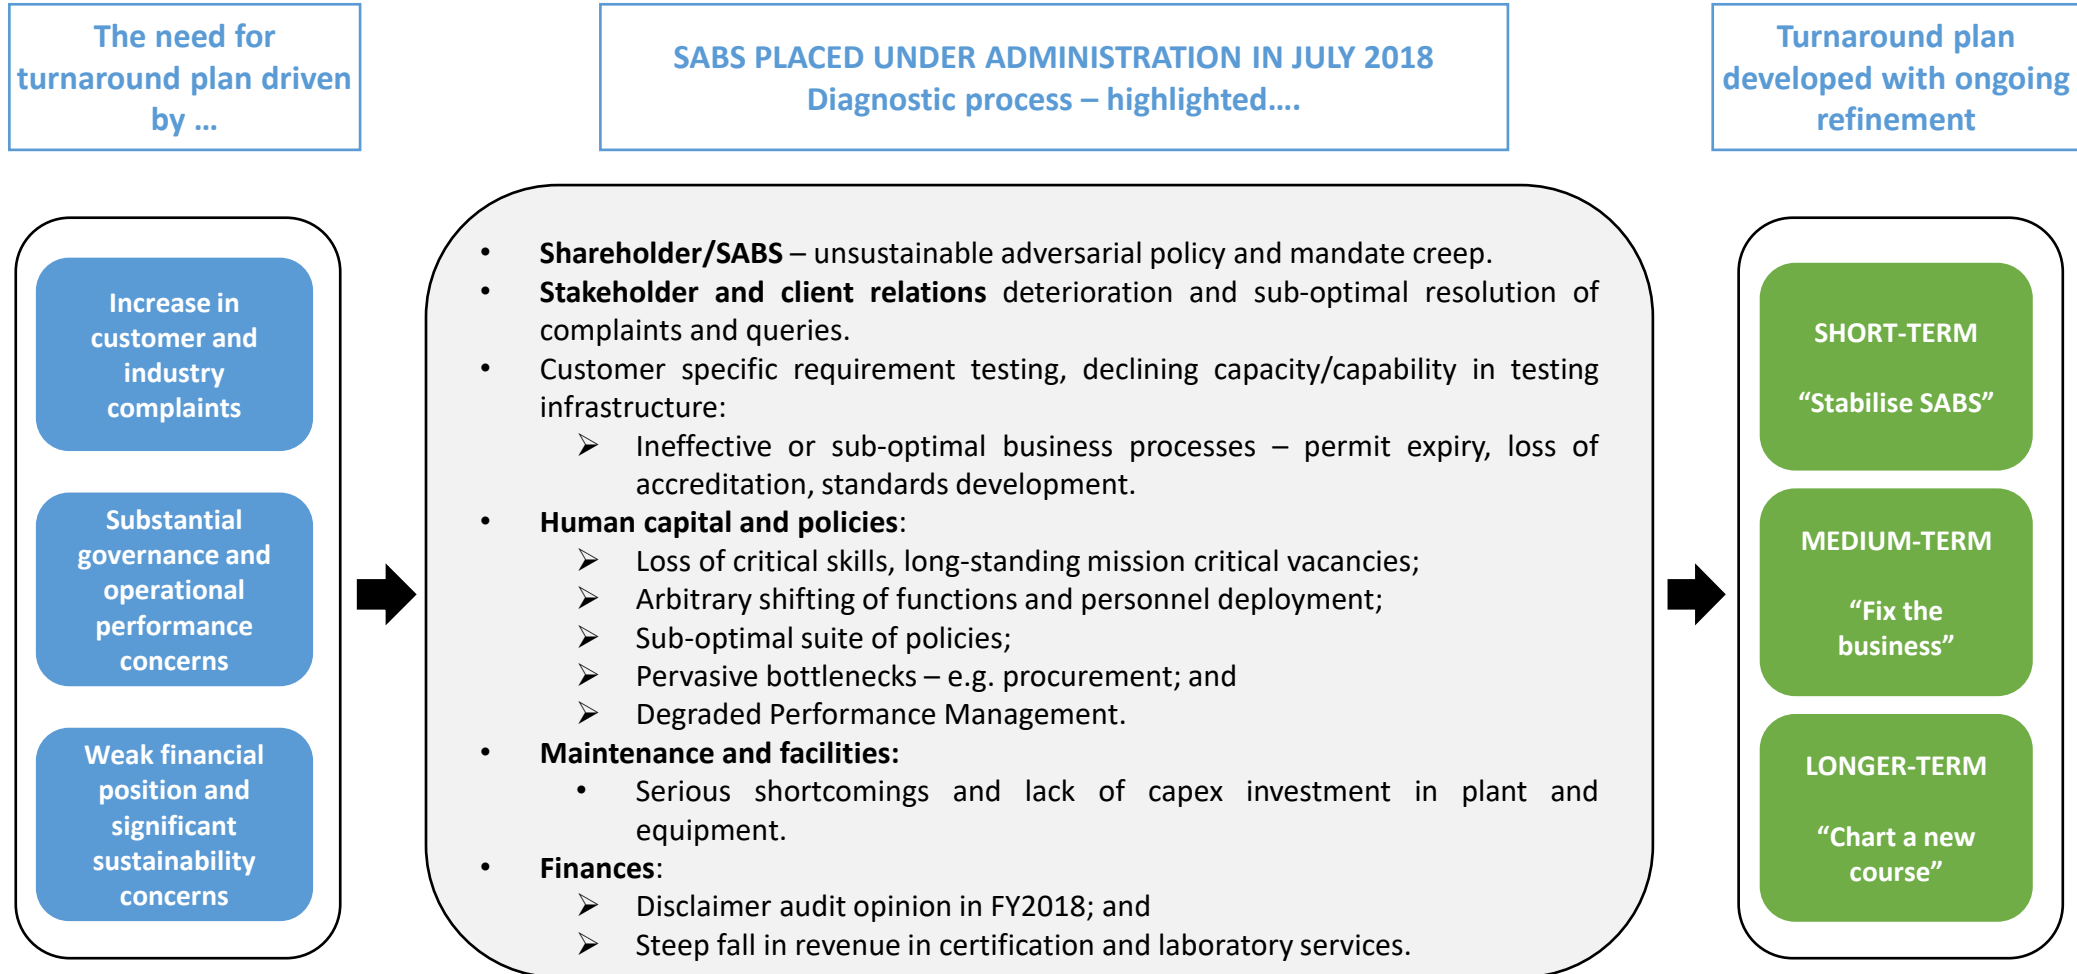 The need for
turnaround plan driven
by …
SABS PLACED UNDER ADMINISTRATION IN JULY 2018
Diagnostic process – highlighted….
Turnaround plan
developed with ongoing
refinement
Increase in
customer and
industry
complaints
Substantial
governance and
operational
performance
concerns
Weak financial
position and
significant
sustainability
concerns
• Shareholder/SABS – unsustainable adversarial policy and mandate creep.
• Stakeholder and client relations deterioration and sub-optimal resolution of
complaints and queries.
• Customer specific requirement testing, declining capacity/capability in testing
infrastructure:
➢ Ineffective or sub-optimal business processes – permit expiry, loss of
accreditation, standards development.
• Human capital and policies:
➢ Loss of critical skills, long-standing mission critical vacancies;
➢ Arbitrary shifting of functions and personnel deployment;
➢ Sub-optimal suite of policies;
➢ Pervasive bottlenecks – e.g. procurement; and
➢ Degraded Performance Management.
• Maintenance and facilities:
• Serious shortcomings and lack of capex investment in plant and
equipment.
• Finances:
➢ Disclaimer audit opinion in FY2018; and
➢ Steep fall in revenue in certification and laboratory services.
SHORT-TERM
“Stabilise SABS”
MEDIUM-TERM
“Fix the
business”
LONGER-TERM
“Chart a new
course”